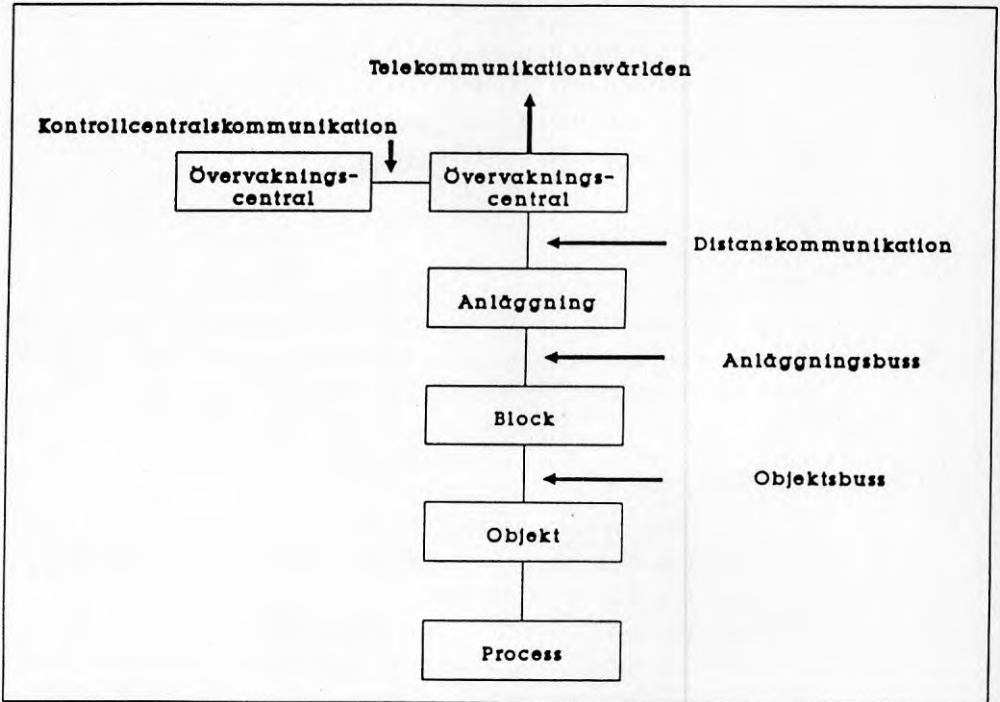 Telekommunikationsvärlden
Kontrollcentralskommunikation
Övervaknings-
central
Övervaknings-
central
Distanskommunikation
Anläggning
Anläggningsbuss
Block
Objektsbuss
Objekt
Process